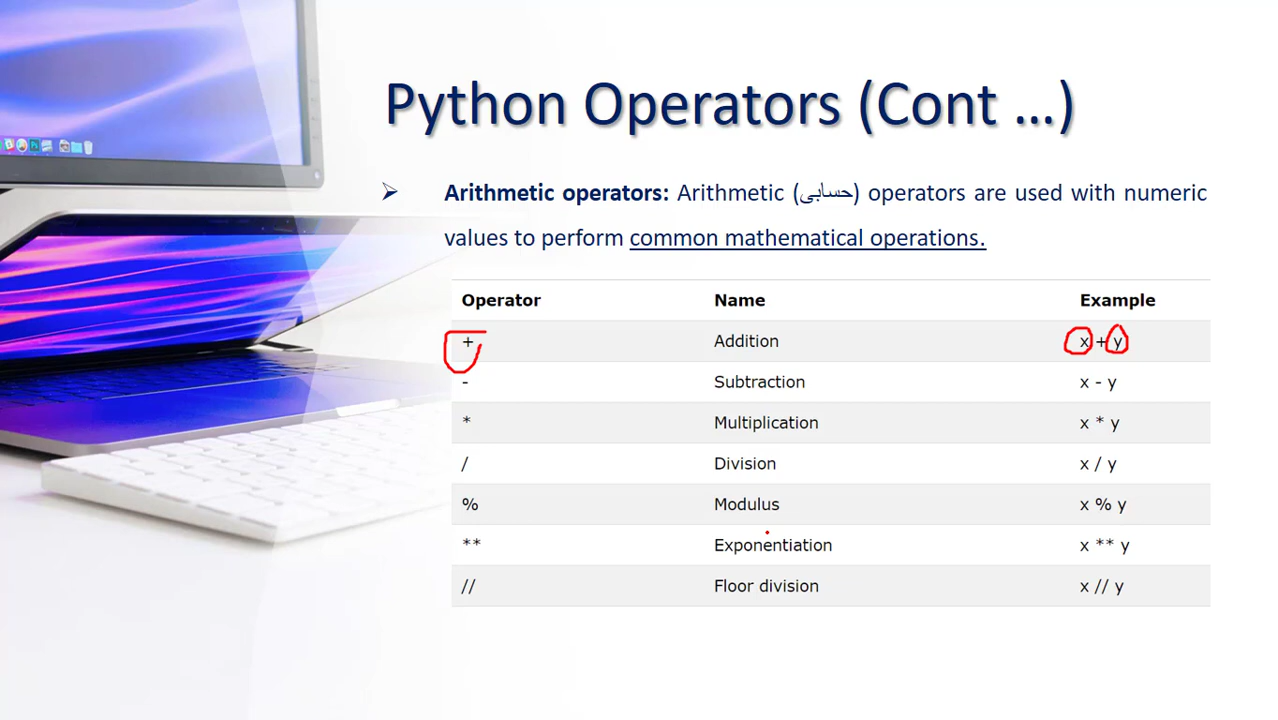 Python Operators (Cont ...)
➢ Arithmetic operators: Arithmetic (حسابی) operators are used with numeric
values to perform common mathematical operations.
Operator Name Example
+ Addition x + y
- Subtraction x - y
* Multiplication x * y
/ Division x / y
% Modulus x % y
** Exponentiation x ** y
// Floor division x // y